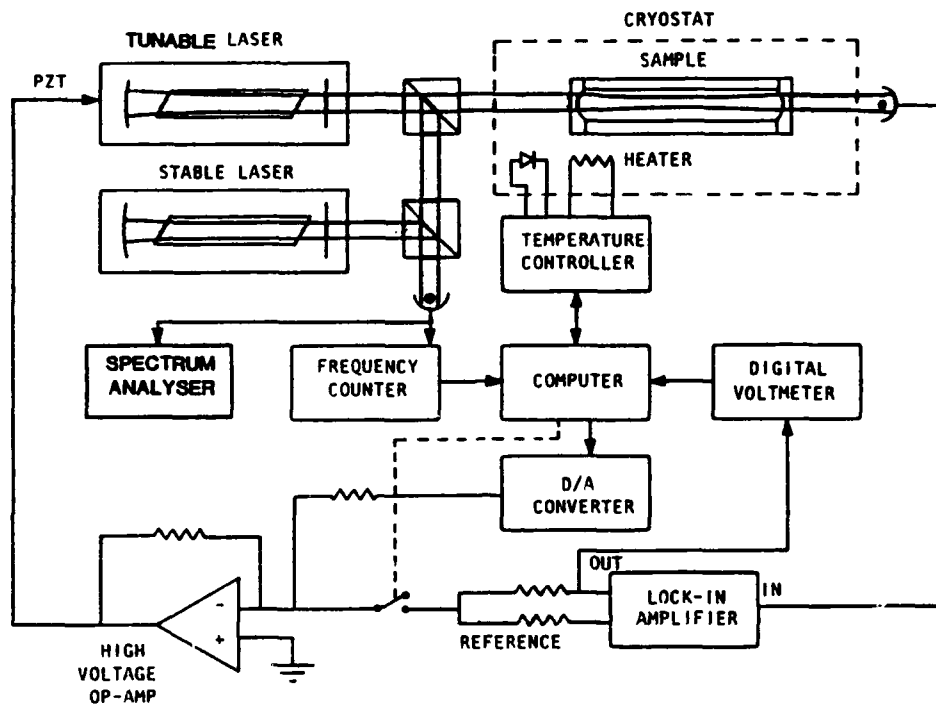 CRYOSTAT
TUNABLE LASER
SAMPLE
PZT
HEATER
STABLE LASER
TEMPERATURE
CONTROLLER
SPECTRUM
ANALYSER
FREQUENCY
COUNTER
COMPUTER
DIGITAL
VOLTMETER
D/A
CONVERTER
OUT
IN
LOCK-IN
AMPLIFIER
REFERENCE
-
+
HIGH
VOLTAGE
OP-AMP